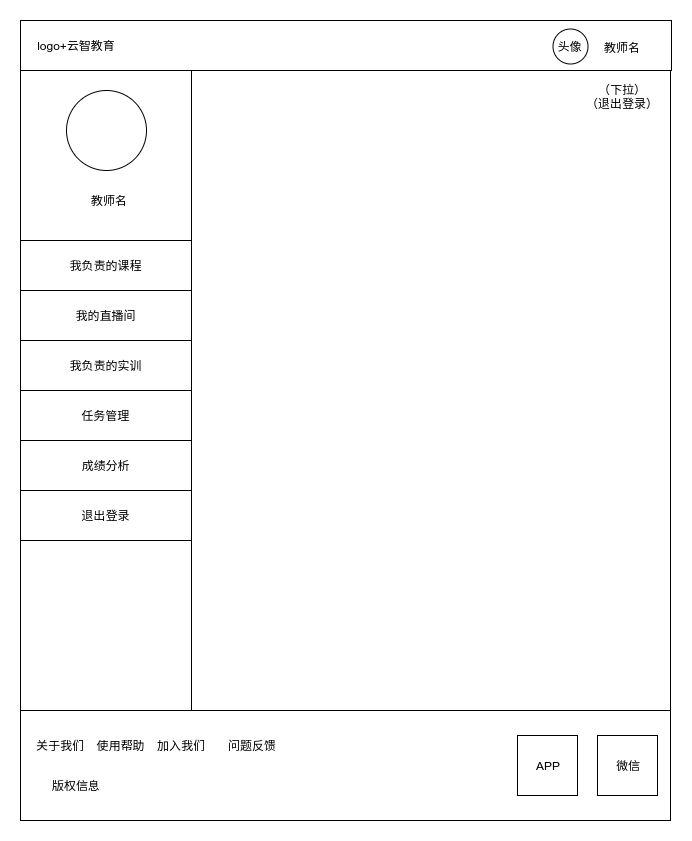 logo+云智教育
头像 教师名
（下拉）
（退出登录）
教师名
我负责的课程
我的直播间
我负责的实训
任务管理
成绩分析
退出登录
关于我们 使用帮助 加入我们 问题反馈
版权信息
APP 微信